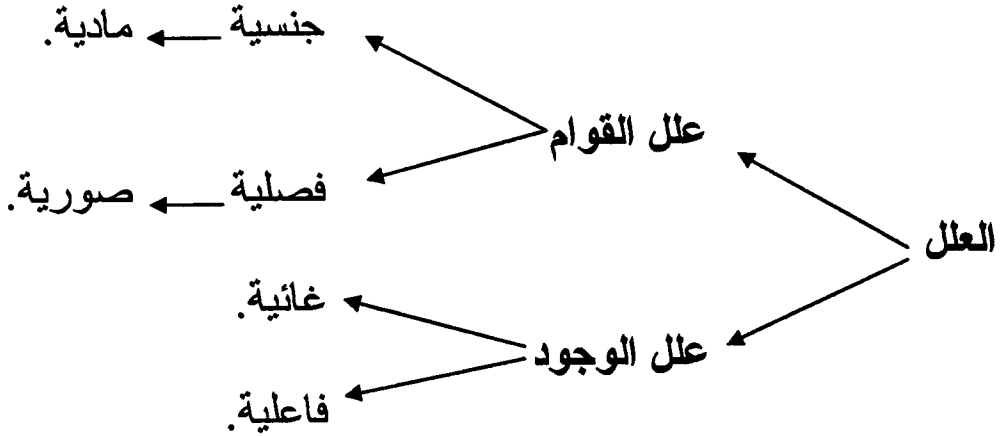 العلل
علل القوام
جنسية
مادية.
فصلية
صورية.
علل الوجود
غائية.
فاعلية.